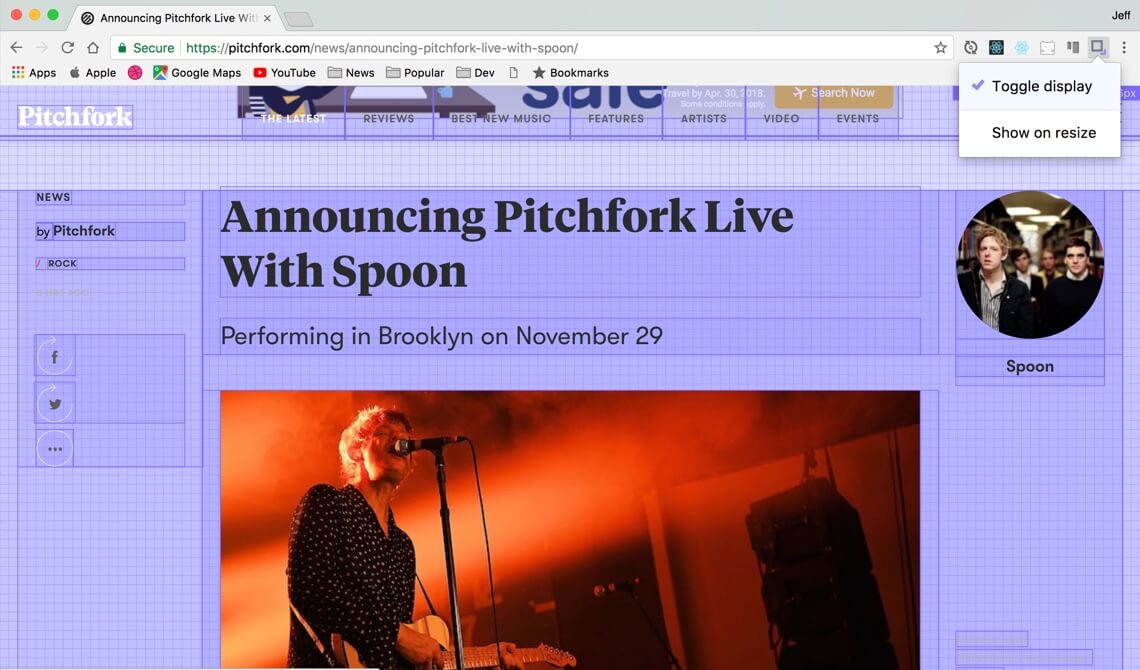 Announcing Pitchfork Live Wit
Jeff
Secure
https://pitchfork.com/news/announcing-pitchfork-live-with-spoon/
Apps
Apple
Google Maps
YouTube
News
Popular
Dev
Bookmarks
Toggle display
Show on resize
sale
Travel by Apr. 30, 2018.
Some conditions apply.
Search Now
Pitchfork
THE LATEST
REVIEWS
BEST NEW MUSIC
FEATURES
ARTISTS
VIDEO
EVENTS
NEWS
by Pitchfork
/ ROCK
Announcing Pitchfork Live
With Spoon
Performing in Brooklyn on November 29
Spoon